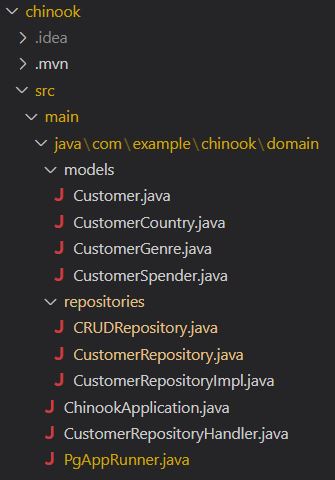 chinook
.idea
.mvn
src
main
java\com\example\chinook\domain
models
J Customer.java
J CustomerCountry.java
J CustomerGenre.java
J CustomerSpender.java
repositories
J CRUDRepository.java
J CustomerRepository.java
J CustomerRepositoryImpl.java
J ChinookApplication.java
J CustomerRepositoryHandler.java
J PgAppRunner.java